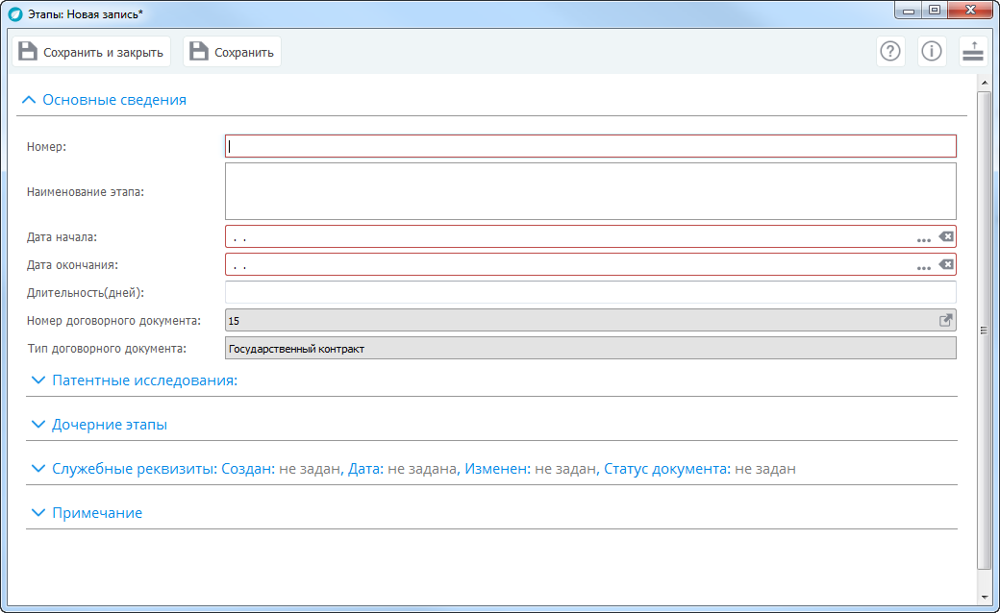 Этапы: Новая запись*
Сохранить и закрыть Сохранить
Основные сведения
Номер:
Наименование этапа:
Дата начала: . . ...
Дата окончания: . . ...
Длительность(дней):
Номер договорного документа: 15
Тип договорного документа: Государственный контракт
Патентные исследования:
Дочерние этапы
Служебные реквизиты: Создан: не задан, Дата: не задана, Изменен: не задан, Статус документа: не задан
Примечание